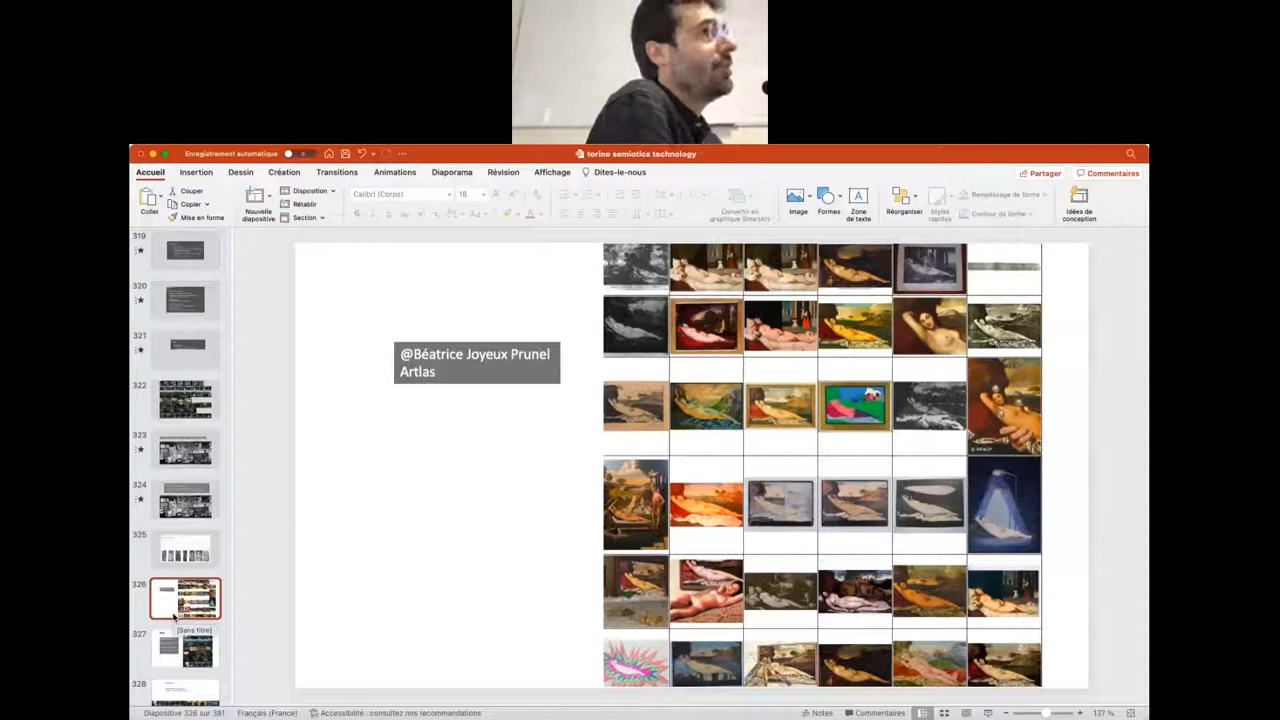 Enregistrement automatique
torino semiotics technology
Accueil
Insertion
Dessin
Création
Transitions
Animations
Diaporama
Révision
Affichage
Dites-le-nous
Partager
Commentaires
Coller
Couper
Copier
Mise en forme
Nouvelle
diapositive
Disposition
Rétablir
Section
Calibri (Corps)
18
Convertir en
graphique SmartArt
Image
Formes
Zone
de texte
Réorganiser
Styles
rapides
Remplissage de forme
Contour de forme
Idées de
conception
319
320
321
322
323
324
325
326
[Sans titre]
327
328
@Béatrice Joyeux Prunel
Artlas
Diapositive 326 sur 381
Français (France)
Accessibilité : consultez nos recommandations
Notes
Commentaires
137 %